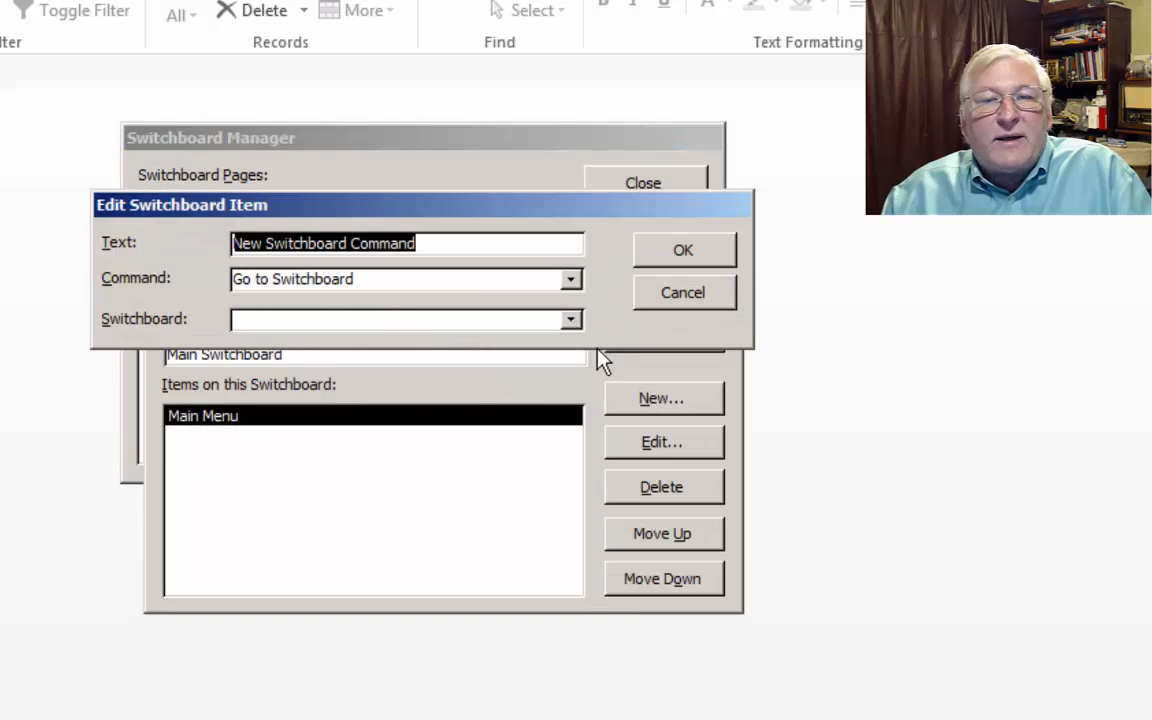 Toggle Filter
All
Delete
More
Select
B I U A
lter
Records
Find
Text Formatting
Switchboard Manager
Switchboard Pages:
Close
Edit Switchboard Item
Text:
New Switchboard Command
OK
Command:
Go to Switchboard
Cancel
Switchboard:
Main Switchboard
Items on this Switchboard:
New...
Main Menu
Edit...
Delete
Move Up
Move Down